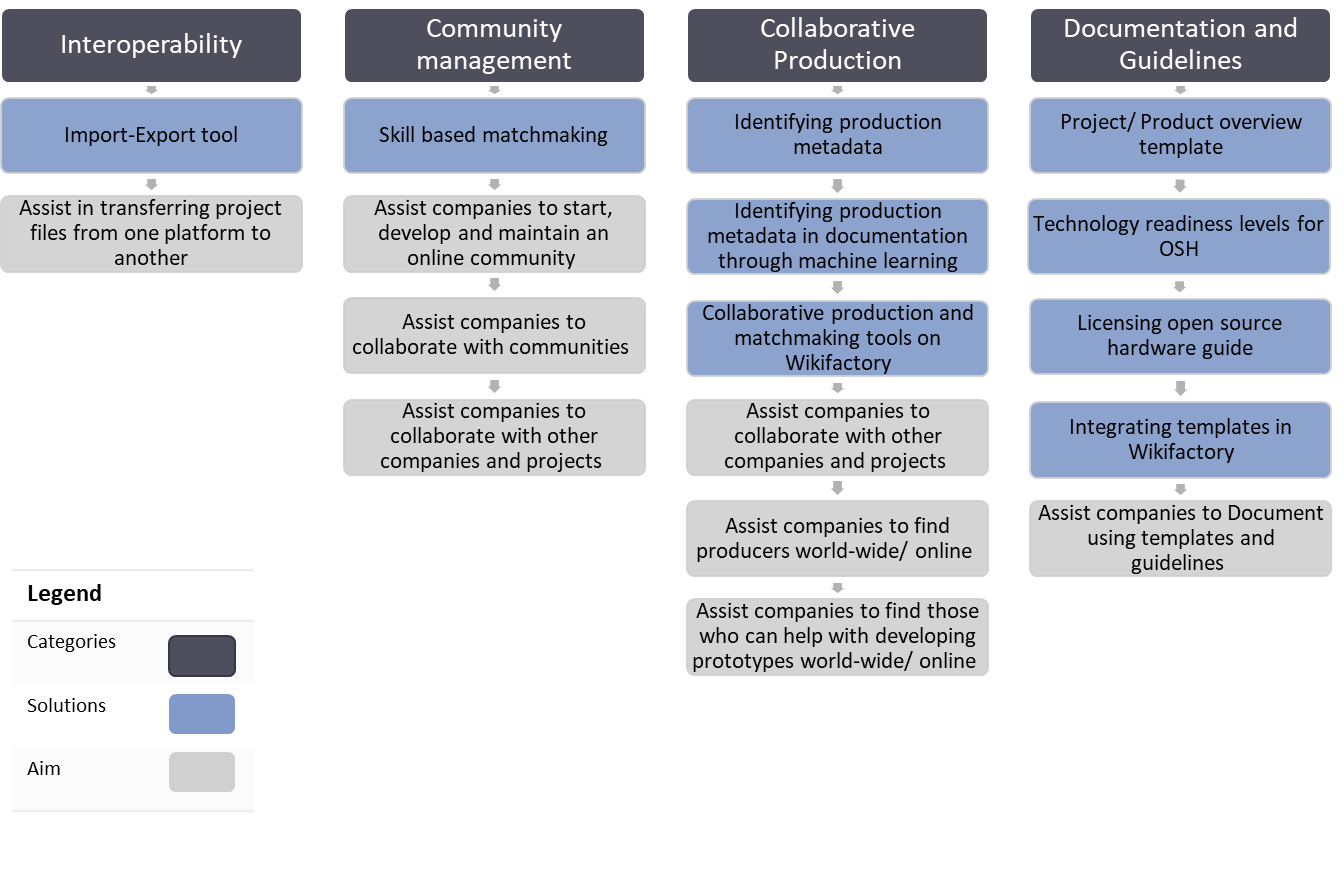 Interoperability
Import-Export tool
Assist in transferring project
files from one platform to
another
Community
management
Skill based matchmaking
Assist companies to start,
develop and maintain an
online community
Assist companies to
collaborate with communities
Assist companies to
collaborate with other
companies and projects
Collaborative
Production
Identifying production
metadata
Identifying production
metadata in documentation
through machine learning
Collaborative production and
matchmaking tools on
Wikifactory
Assist companies to
collaborate with other
companies and projects
Assist companies to find
producers world-wide/ online
Assist companies to find those
who can help with developing
prototypes world-wide/ online
Documentation and
Guidelines
Project/ Product overview
template
Technology readiness levels for
OSH
Licensing open source
hardware guide
Integrating templates in
Wikifactory
Assist companies to Document
using templates and
guidelines
Legend
Categories
Solutions
Aim